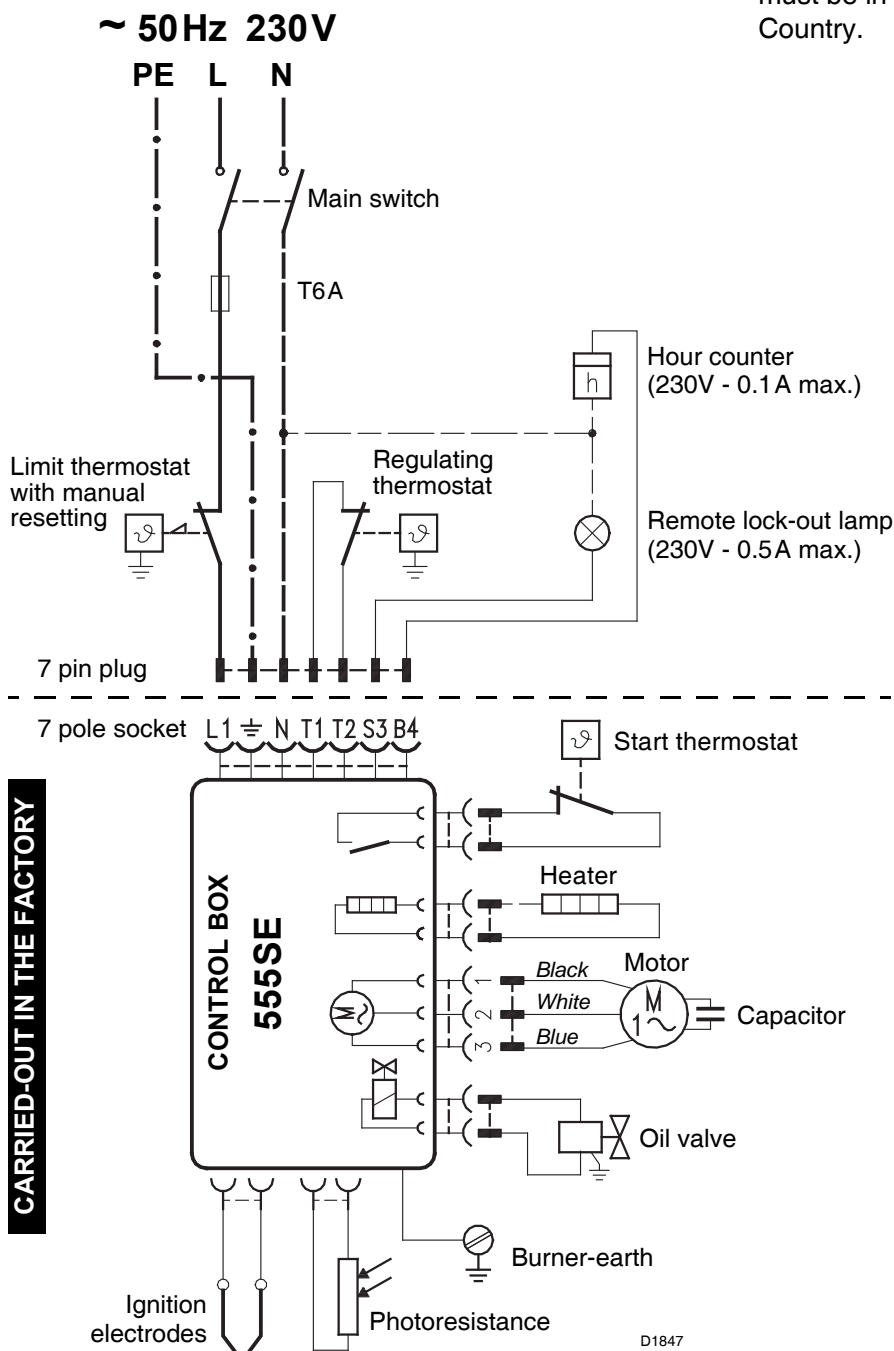 must be in
Country.
~ 50Hz 230V
PE L N
Main switch
T6A
h
Hour counter
(230V - 0.1A max.)
Limit thermostat
with manual
resetting
ϑ
Regulating
thermostat
ϑ
Remote lock-out lamp
(230V - 0.5A max.)
7 pin plug
7 pole socket
L1 ⏚ N T1 T2 S3 B4
ϑ
Start thermostat
CARRIED-OUT IN THE FACTORY
CONTROL BOX
555SE
Heater
M~
1 Black
2 White
3 Blue
Motor
M
1~
Capacitor
Oil valve
Burner-earth
Ignition
electrodes
Photoresistance
D1847